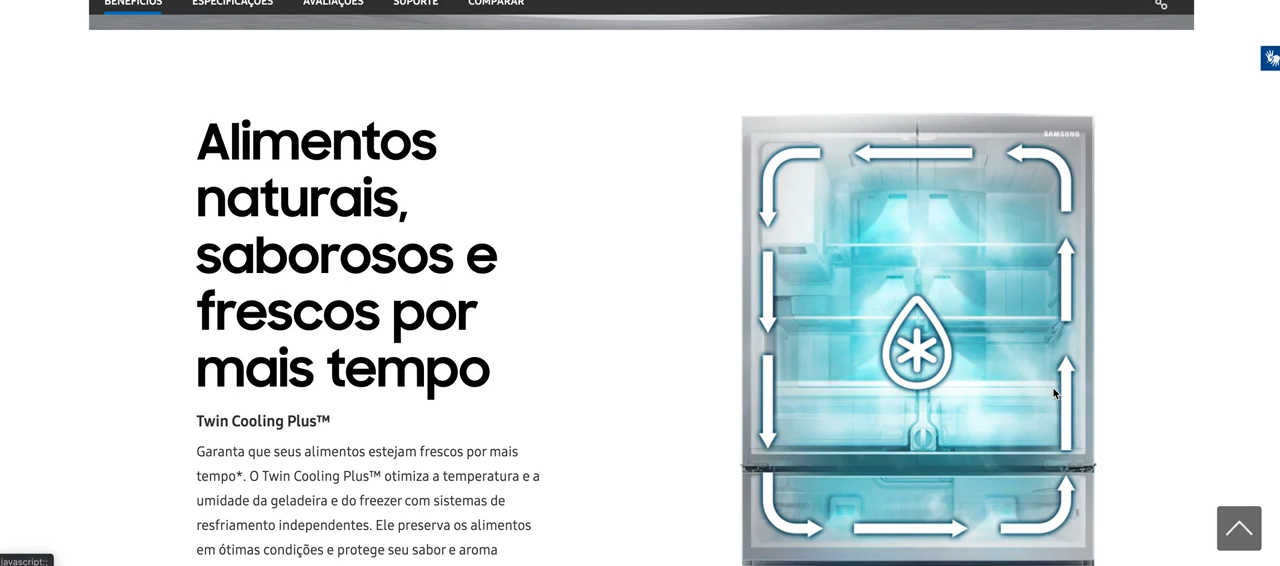 BENEFÍCIOS ESPECIFICAÇÕES AVALIAÇÕES SUPORTE COMPARAR
Alimentos
naturais,
saborosos e
frescos por
mais tempo
Twin Cooling Plus™
Garanta que seus alimentos estejam frescos por mais
tempo*. O Twin Cooling Plus™ otimiza a temperatura e a
umidade da geladeira e do freezer com sistemas de
resfriamento independentes. Ele preserva os alimentos
em ótimas condições e protege seu sabor e aroma
SAMSUNG
javascript:;